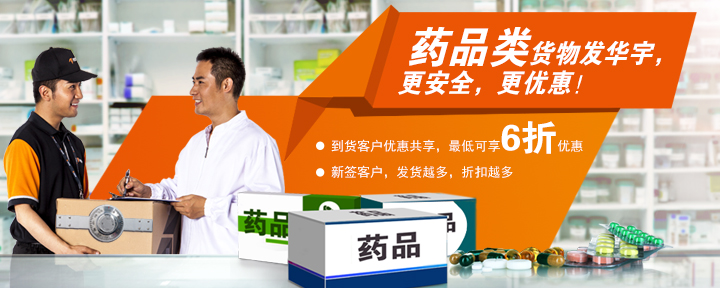 药品类货物发华宇，
更安全，更优惠！
到货客户优惠共享，最低可享6折优惠
新签客户，发货越多，折扣越多
药品
药品